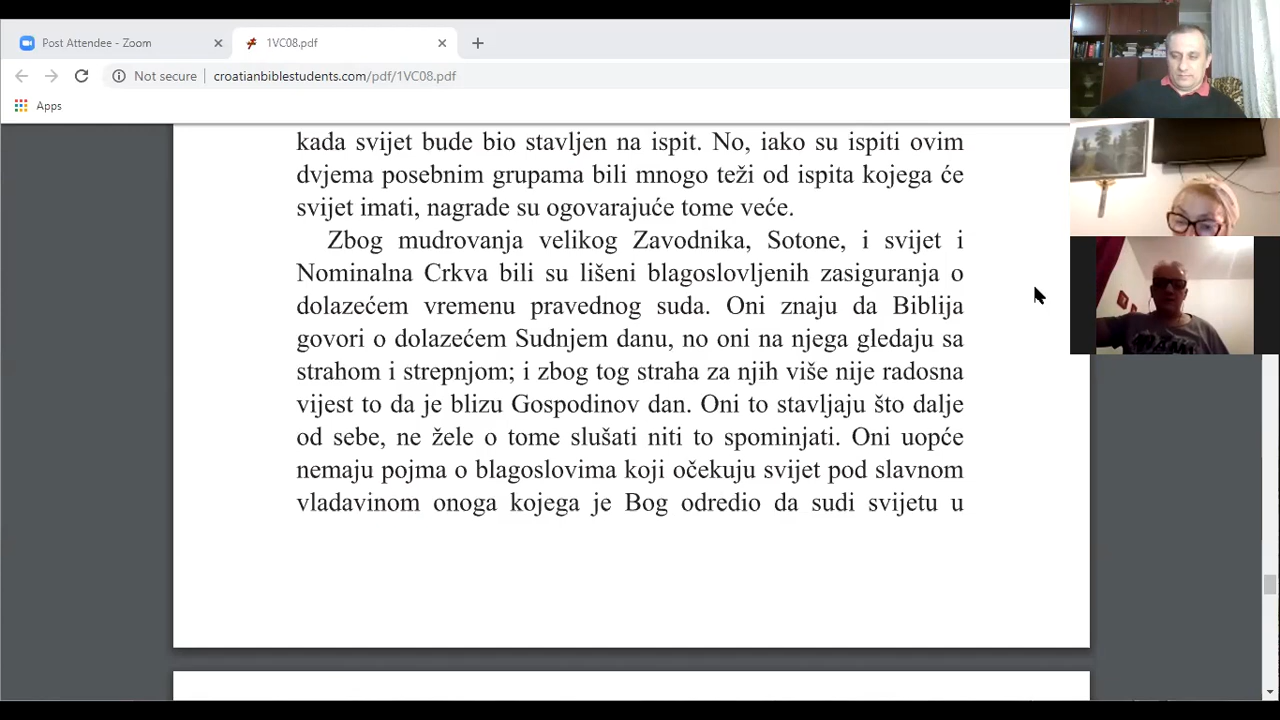 Post Attendee - Zoom
1VC08.pdf
Not secure
croatianbiblestudents.com/pdf/1VC08.pdf
Apps
kada svijet bude bio stavljen na ispit. No, iako su ispiti ovim
dvjema posebnim grupama bili mnogo teži od ispita kojega će
svijet imati, nagrade su ogovarajuće tome veće.
Zbog mudrovanja velikog Zavodnika, Sotone, i svijet i
Nominalna Crkva bili su lišeni blagoslovljenih zasiguranja o
dolazećem vremenu pravednog suda. Oni znaju da Biblija
govori o dolazećem Sudnjem danu, no oni na njega gledaju sa
strahom i strepnjom; i zbog tog straha za njih više nije radosna
vijest to da je blizu Gospodinov dan. Oni to stavljaju što dalje
od sebe, ne žele o tome slušati niti to spominjati. Oni uopće
nemaju pojma o blagoslovima koji očekuju svijet pod slavnom
vladavinom onoga kojega je Bog odredio da sudi svijetu u